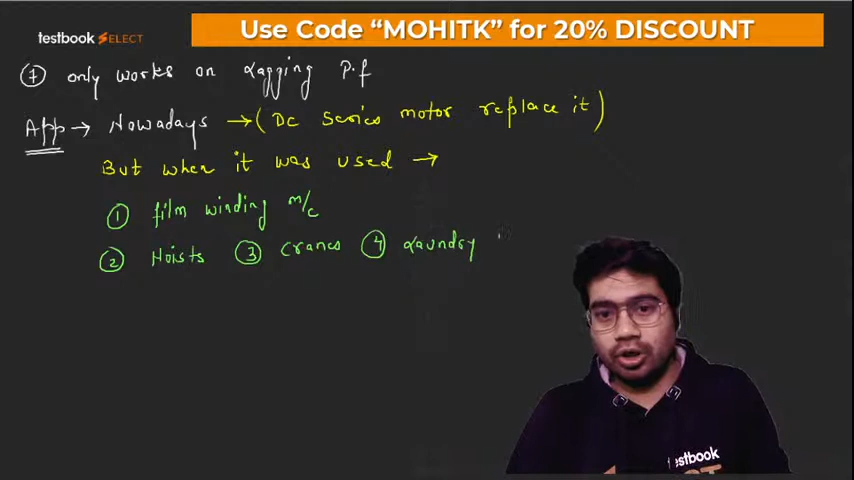 testbook SELECT
Use Code "MOHITK" for 20% DISCOUNT
⑦ only works on Lagging P.f
App → Nowadays → (DC Series motor replace it)
But when it was used →
① film winding m/c
② Hoists ③ Cranes ④ Laundry
testbook